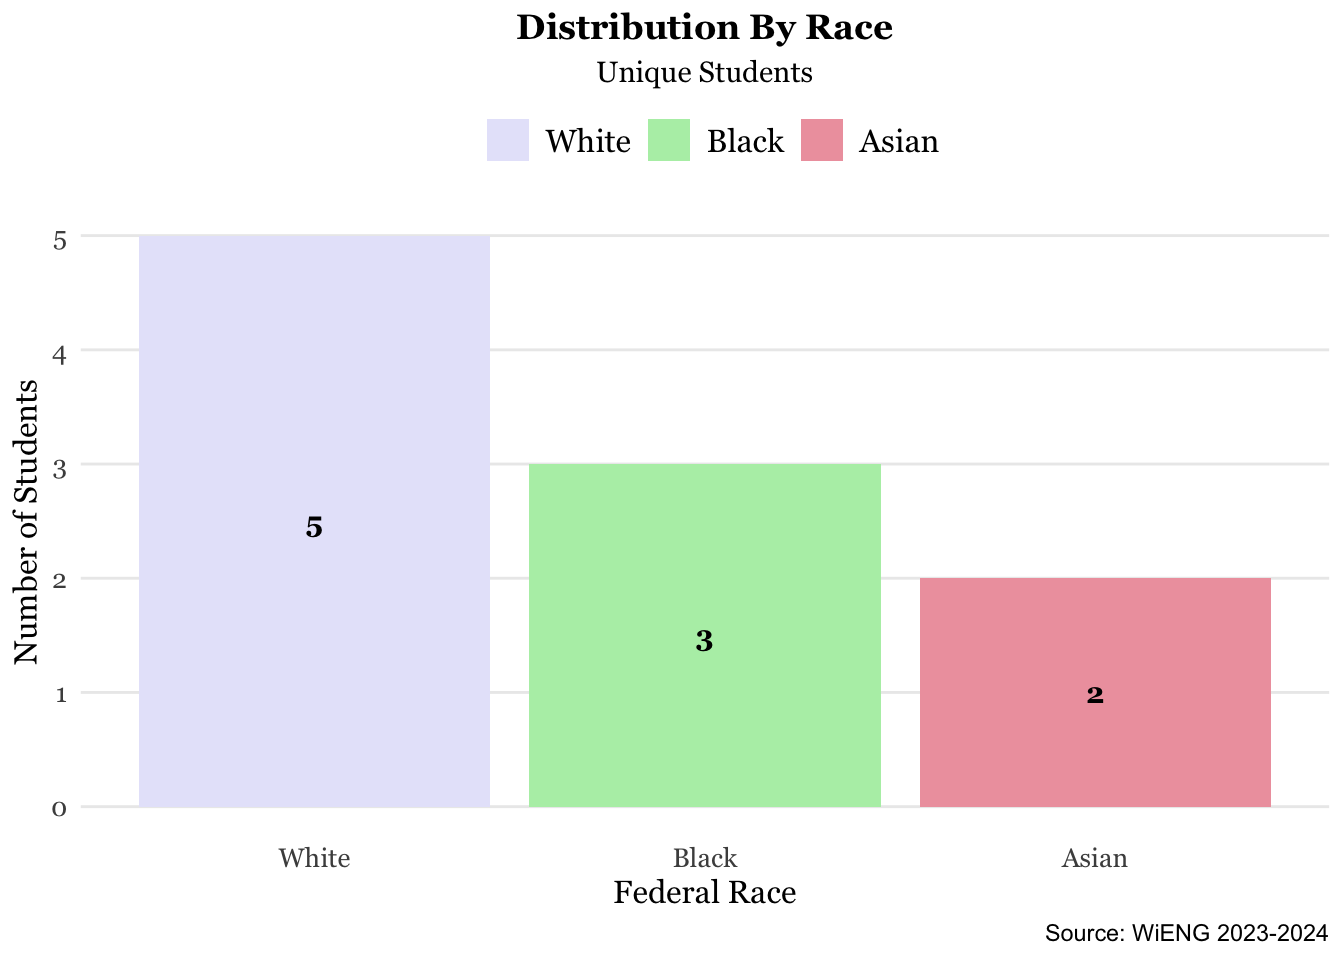 Distribution By Race
Unique Students
White Black Asian
5
4
3
2
1
0
Number of Students
5
3
2
White Black Asian
Federal Race
Source: WiENG 2023-2024